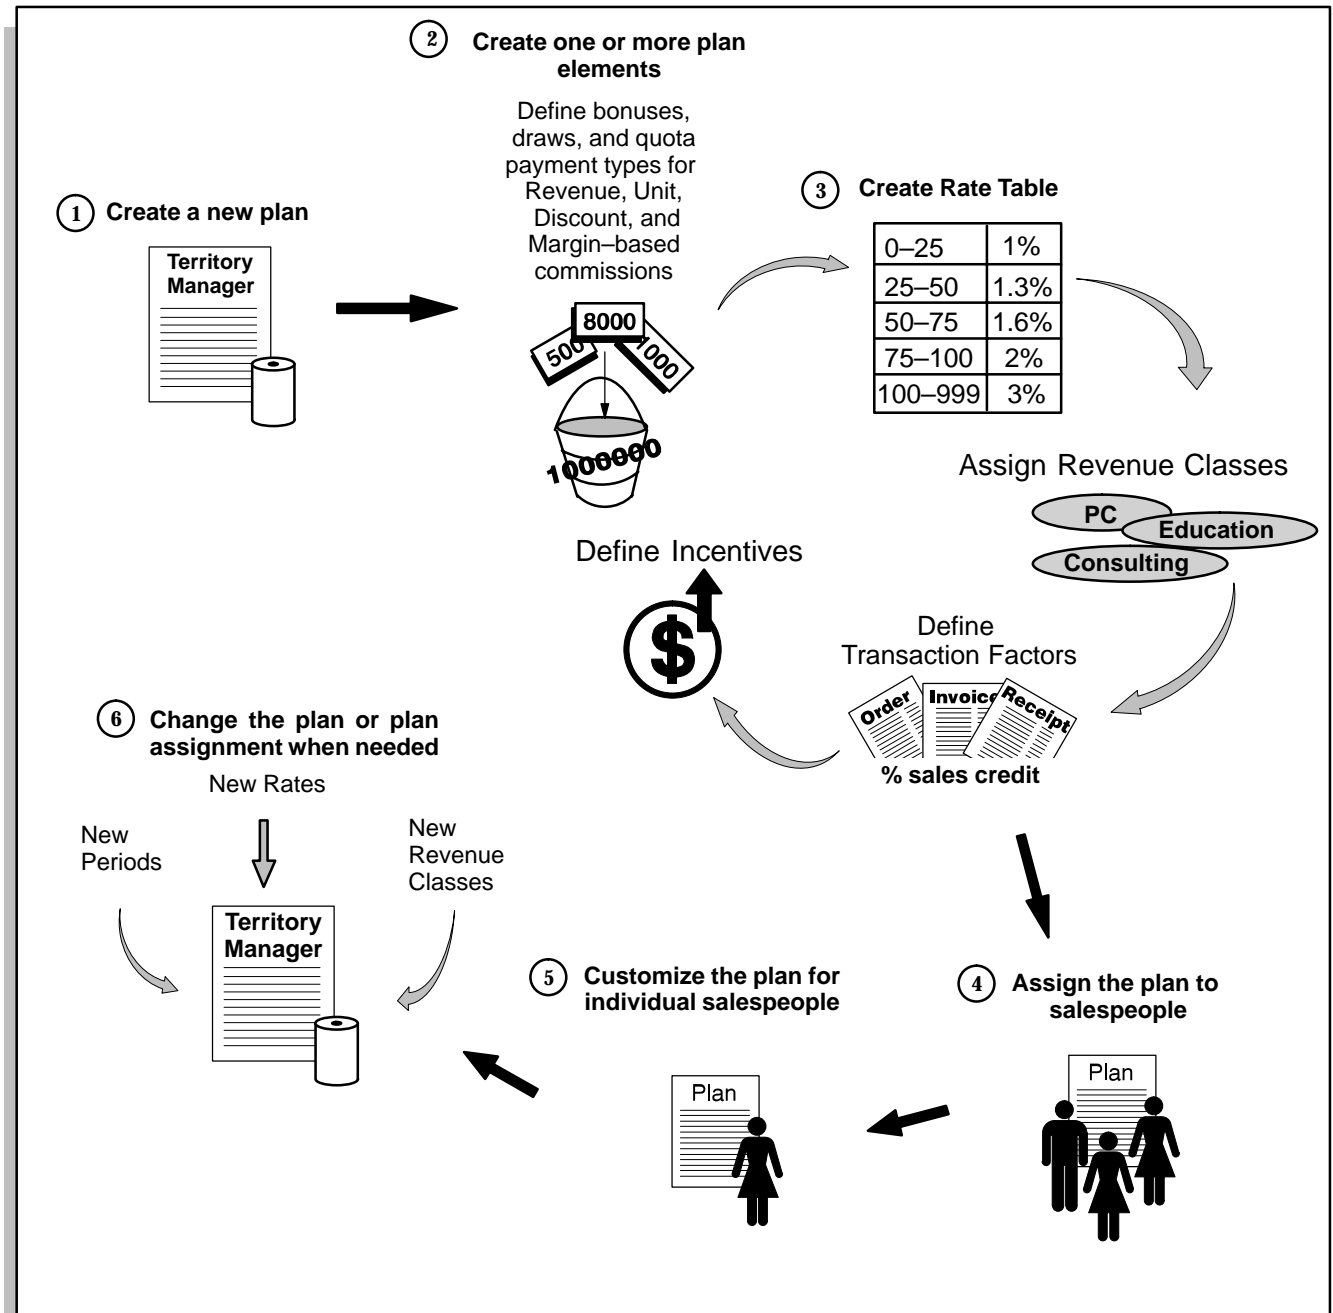 1 Create a new plan
Territory
Manager
2 Create one or more plan
elements
Define bonuses,
draws, and quota
payment types for
Revenue, Unit,
Discount, and
Margin–based
commissions
500
8000
1000
1000000
3 Create Rate Table
0–25 1%
25–50 1.3%
50–75 1.6%
75–100 2%
100–999 3%
Assign Revenue Classes
PC
Education
Consulting
Define
Transaction Factors
Order
Invoice
Receipt
% sales credit
Define Incentives
$
4 Assign the plan to
salespeople
Plan
5 Customize the plan for
individual salespeople
Plan
6 Change the plan or plan
assignment when needed
New Rates
New
Periods
New
Revenue
Classes
Territory
Manager